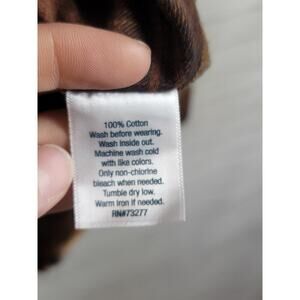 100% Cotton
Wash before wearing.
Wash inside out.
Machine wash cold
with like colors.
Only non-chlorine
bleach when needed.
Tumble dry low.
Warm iron if needed.
RN#73277